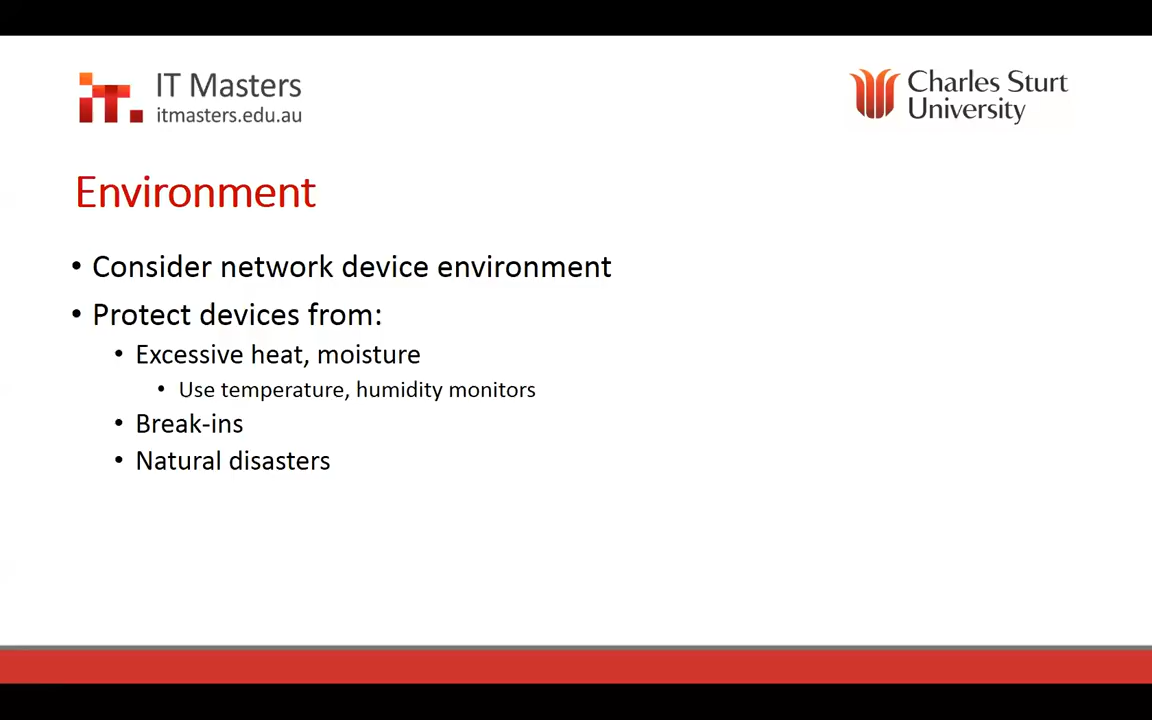 IT Masters
itmasters.edu.au
Charles Sturt
University
Environment
• Consider network device environment
• Protect devices from:
• Excessive heat, moisture
• Use temperature, humidity monitors
• Break-ins
• Natural disasters